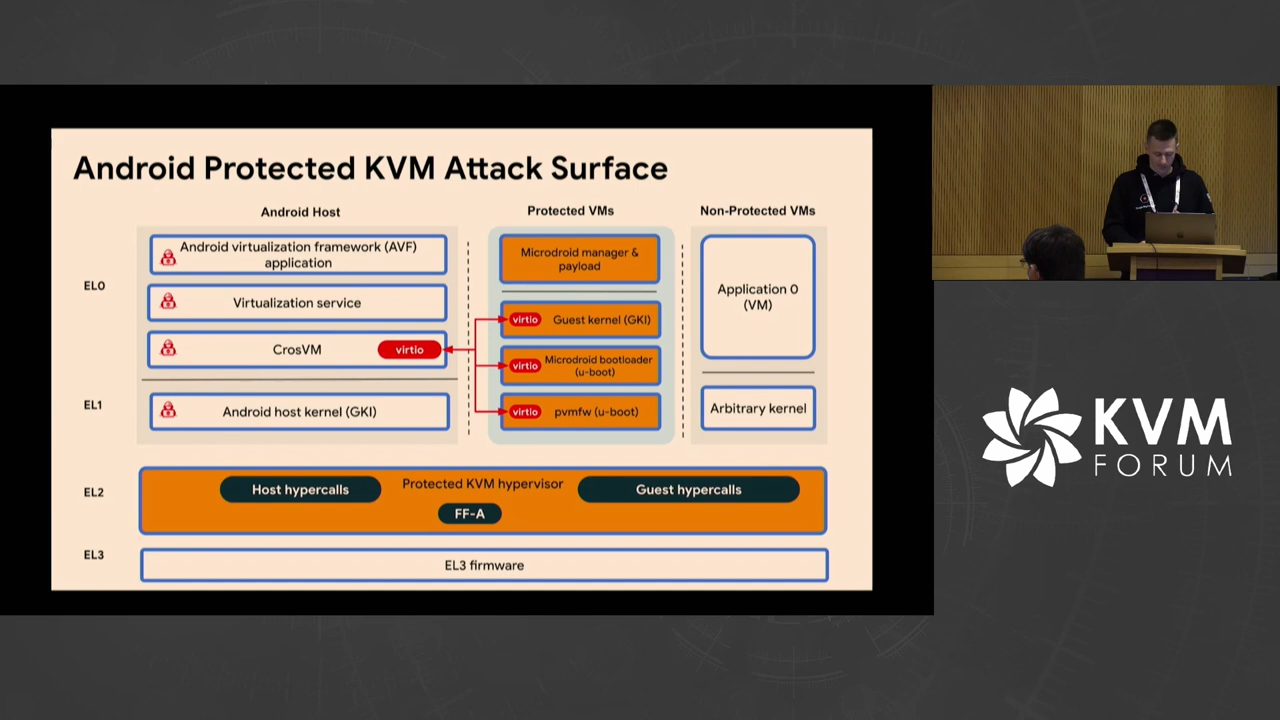 Android Protected KVM Attack Surface
Android Host
Protected VMs
Non-Protected VMs
EL0
Android virtualization framework (AVF)
application
Virtualization service
CrosVM
virtio
Microdroid manager &
payload
virtio
Guest kernel (GKI)
virtio
Microdroid bootloader
(u-boot)
Application 0
(VM)
EL1
Android host kernel (GKI)
virtio
pvmfw (u-boot)
Arbitrary kernel
EL2
Host hypercalls
Protected KVM hypervisor
Guest hypercalls
FF-A
EL3
EL3 firmware
KVM
FORUM